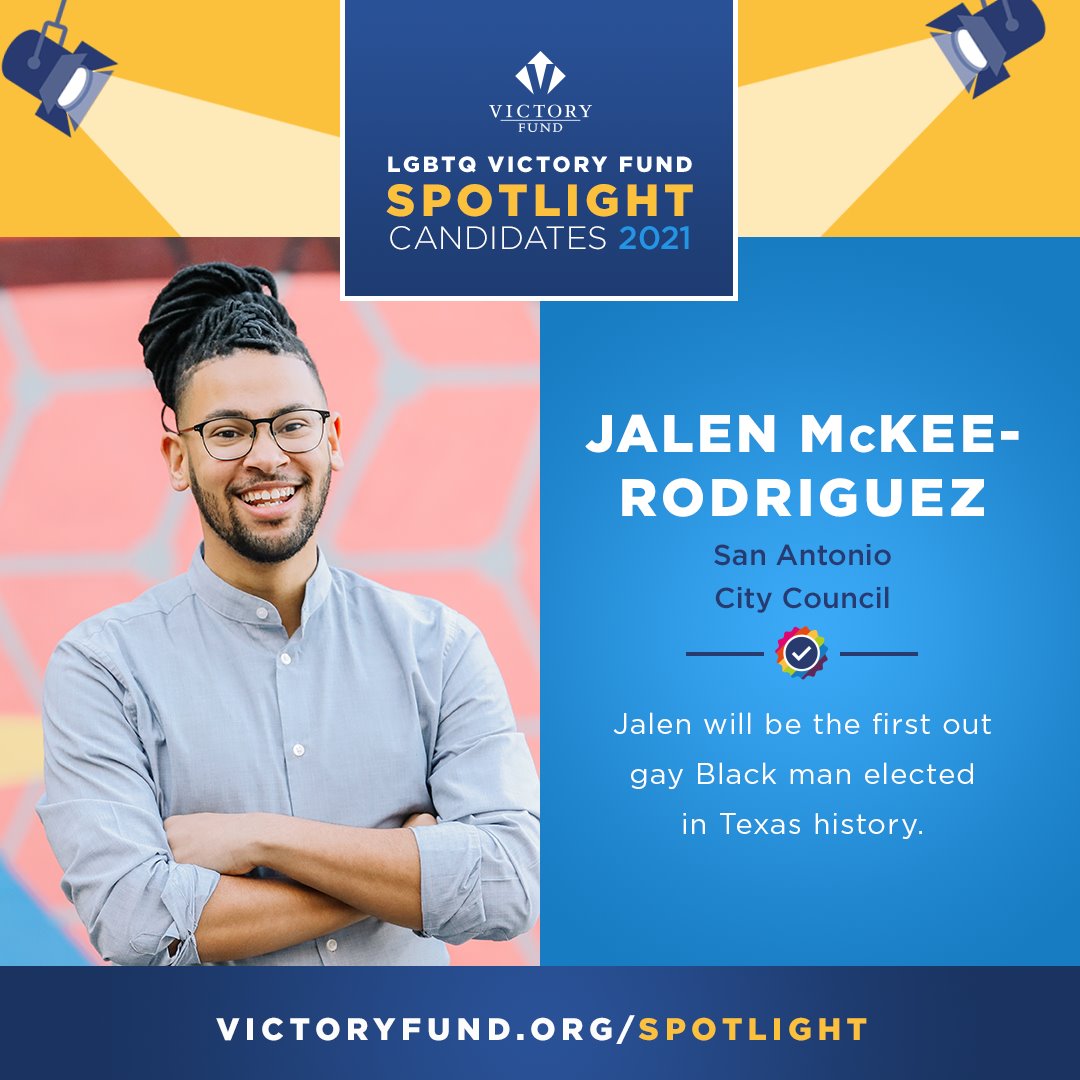 VICTORY
FUND
LGBTQ VICTORY FUND
SPOTLIGHT
CANDIDATES 2021
JALEN McKEE-
RODRIGUEZ
San Antonio
City Council
Jalen will be the first out
gay Black man elected
in Texas history.
VICTORYFUND.ORG/SPOTLIGHT